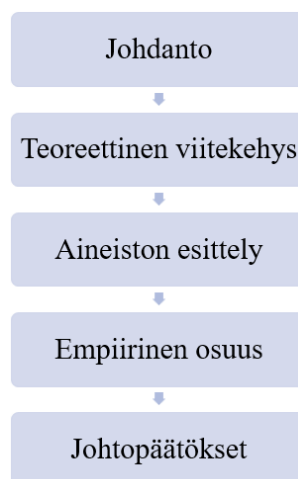 Johdanto
Teoreettinen viitekehys
Aineiston esittely
Empiirinen osuus
Johtopäätökset